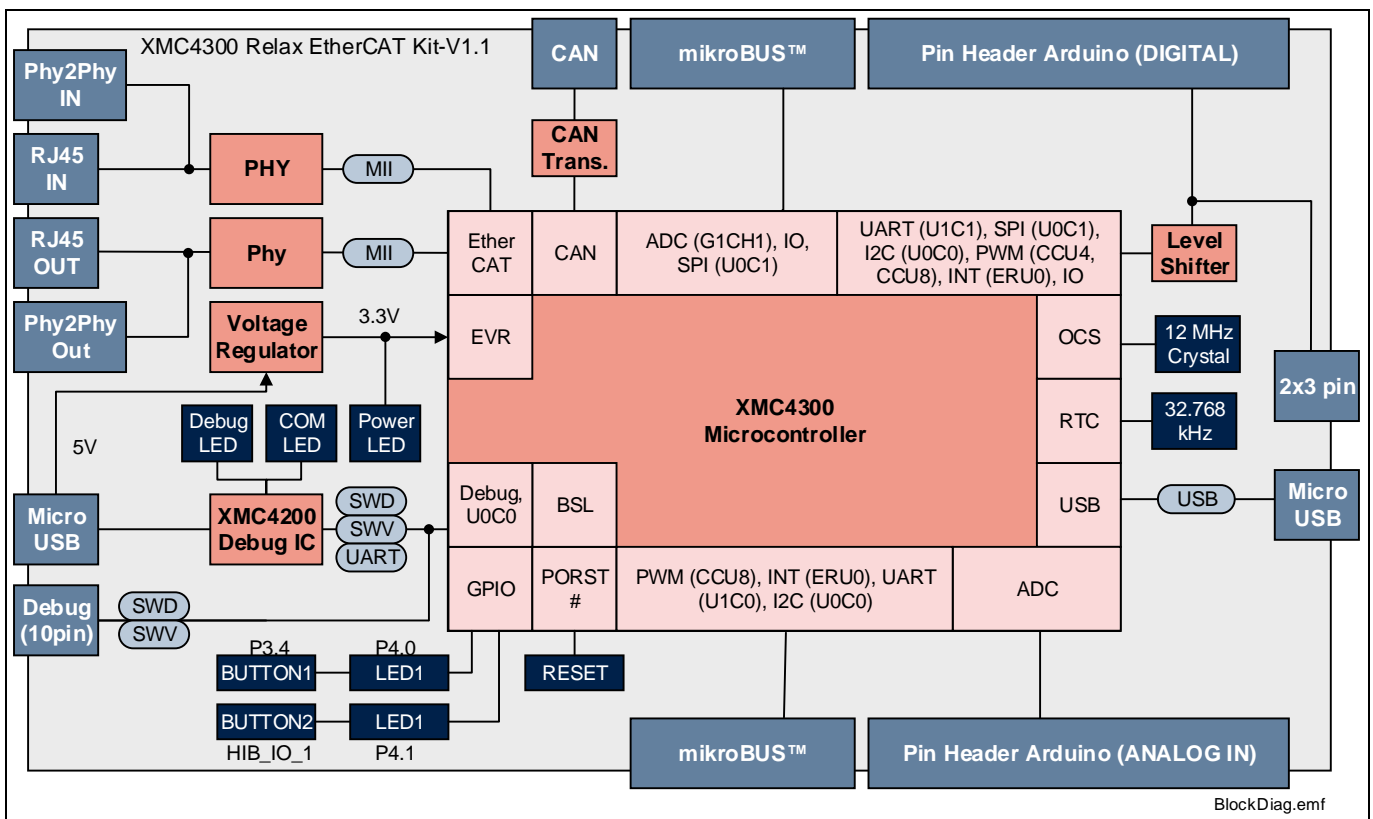 XMC4300 Relax EtherCAT Kit-V1.1
CAN
mikroBUS™
Pin Header Arduino (DIGITAL)
Phy2Phy
IN
RJ45
IN
PHY
MII
CAN
Trans.
RJ45
OUT
Phy
MII
Ether
CAT
CAN
ADC (G1CH1), IO,
SPI (U0C1)
UART (U1C1), SPI (U0C1),
I2C (U0C0), PWM (CCU4,
CCU8), INT (ERU0), IO
Level
Shifter
Phy2Phy
Out
Voltage
Regulator
3.3V
EVR
OCS
12 MHz
Crystal
2x3 pin
XMC4300
Microcontroller
RTC
32.768
kHz
5V
Debug
LED
COM
LED
Power
LED
Micro
USB
XMC4200
Debug IC
SWD
SWV
UART
Debug,
U0C0
BSL
USB
USB
Micro
USB
Debug
(10pin)
SWD
SWV
GPIO
PORST
#
PWM (CCU8), INT (ERU0), UART
(U1C0), I2C (U0C0)
ADC
P3.4
P4.0
BUTTON1
LED1
RESET
BUTTON2
LED1
HIB_IO_1
P4.1
mikroBUS™
Pin Header Arduino (ANALOG IN)
BlockDiag.emf